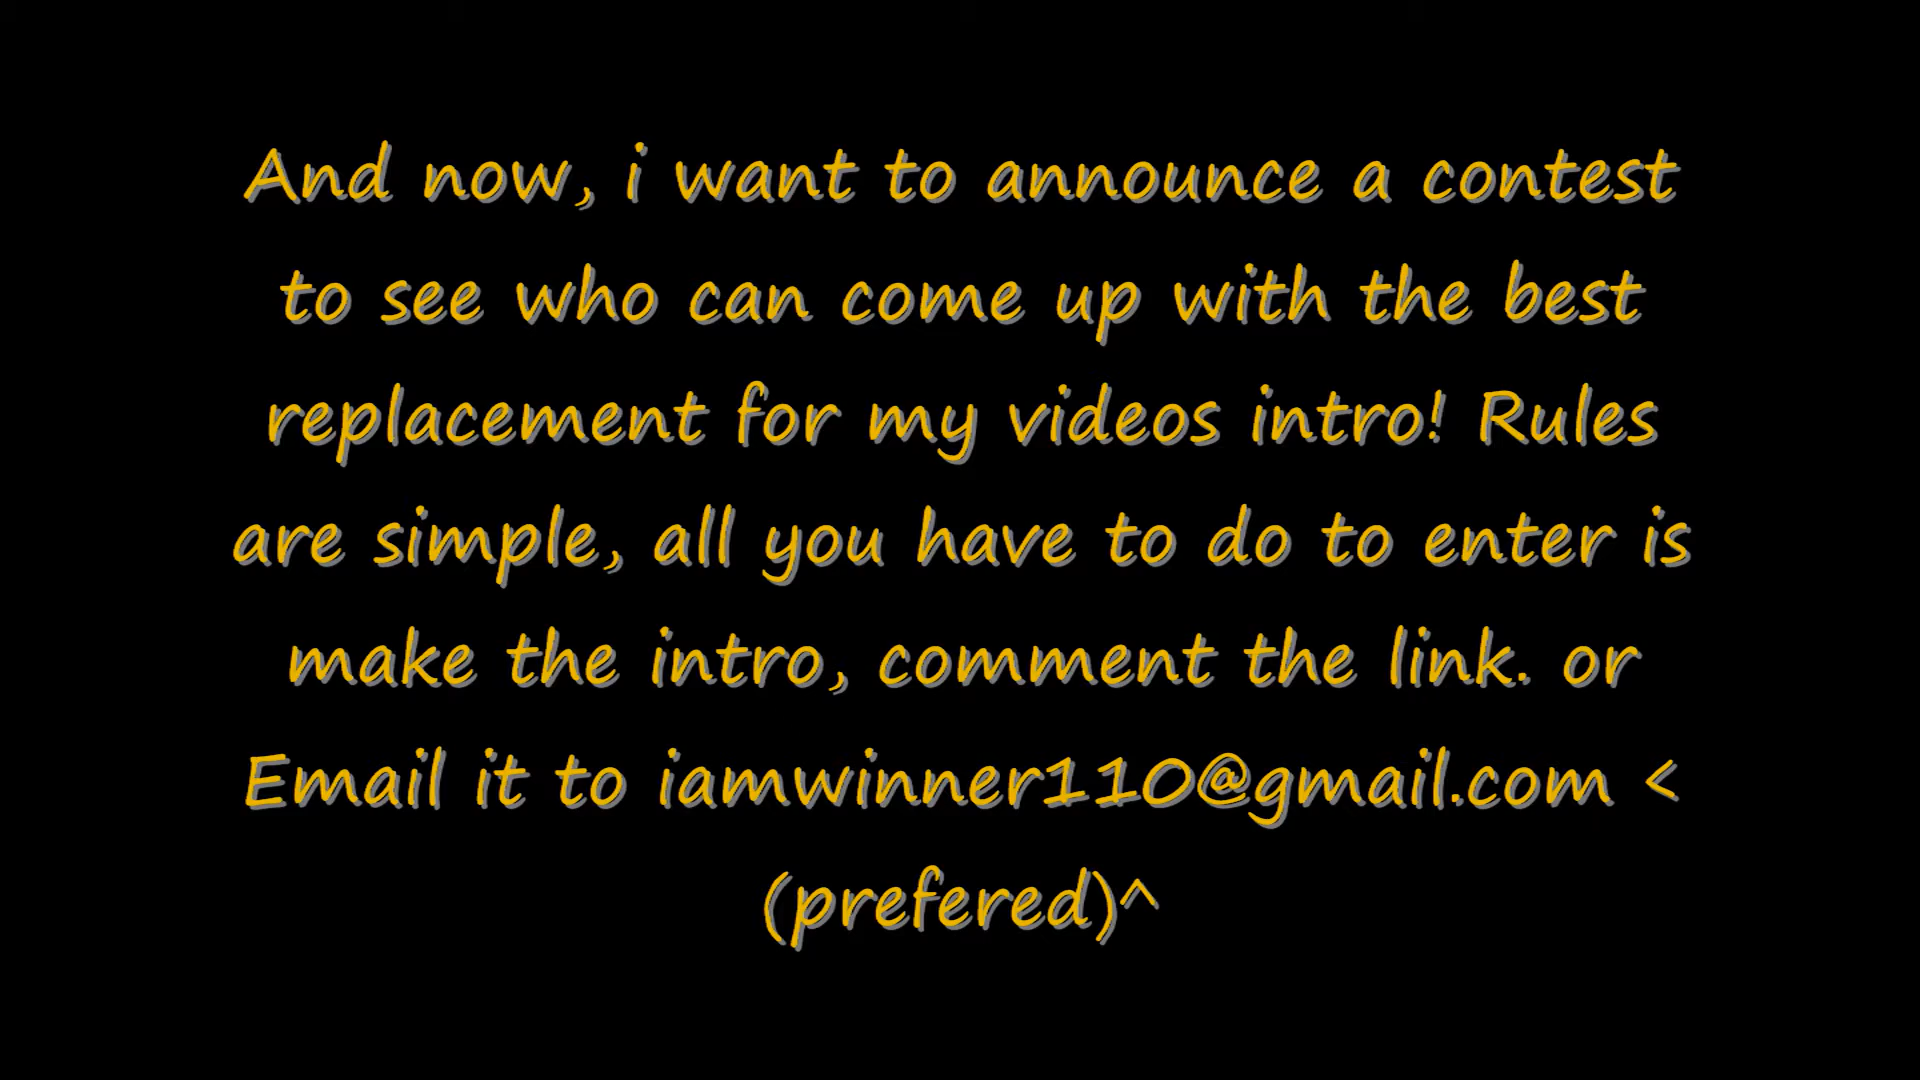 And now, i want to announce a contest
to see who can come up with the best
replacement for my videos intro! Rules
are simple, all you have to do to enter is
make the intro, comment the link. or
Email it to iamwinner110@gmail.com <
(prefered)^